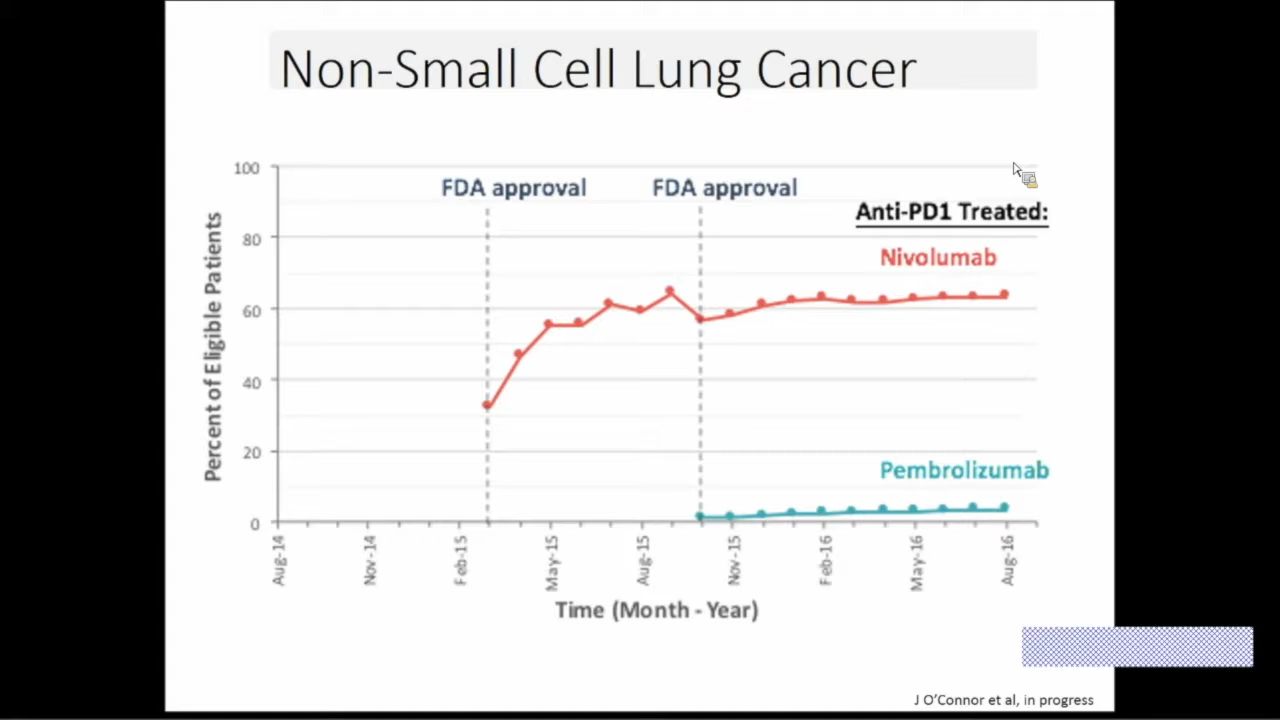 Non-Small Cell Lung Cancer
FDA approval
FDA approval
Anti-PD1 Treated:
Nivolumab
Pembrolizumab
Percent of Eligible Patients
100
80
60
40
20
0
Aug-14
Nov-14
Feb-15
May-15
Aug-15
Nov-15
Feb-16
May-16
Aug-16
Time (Month - Year)
J O'Connor et al, in progress